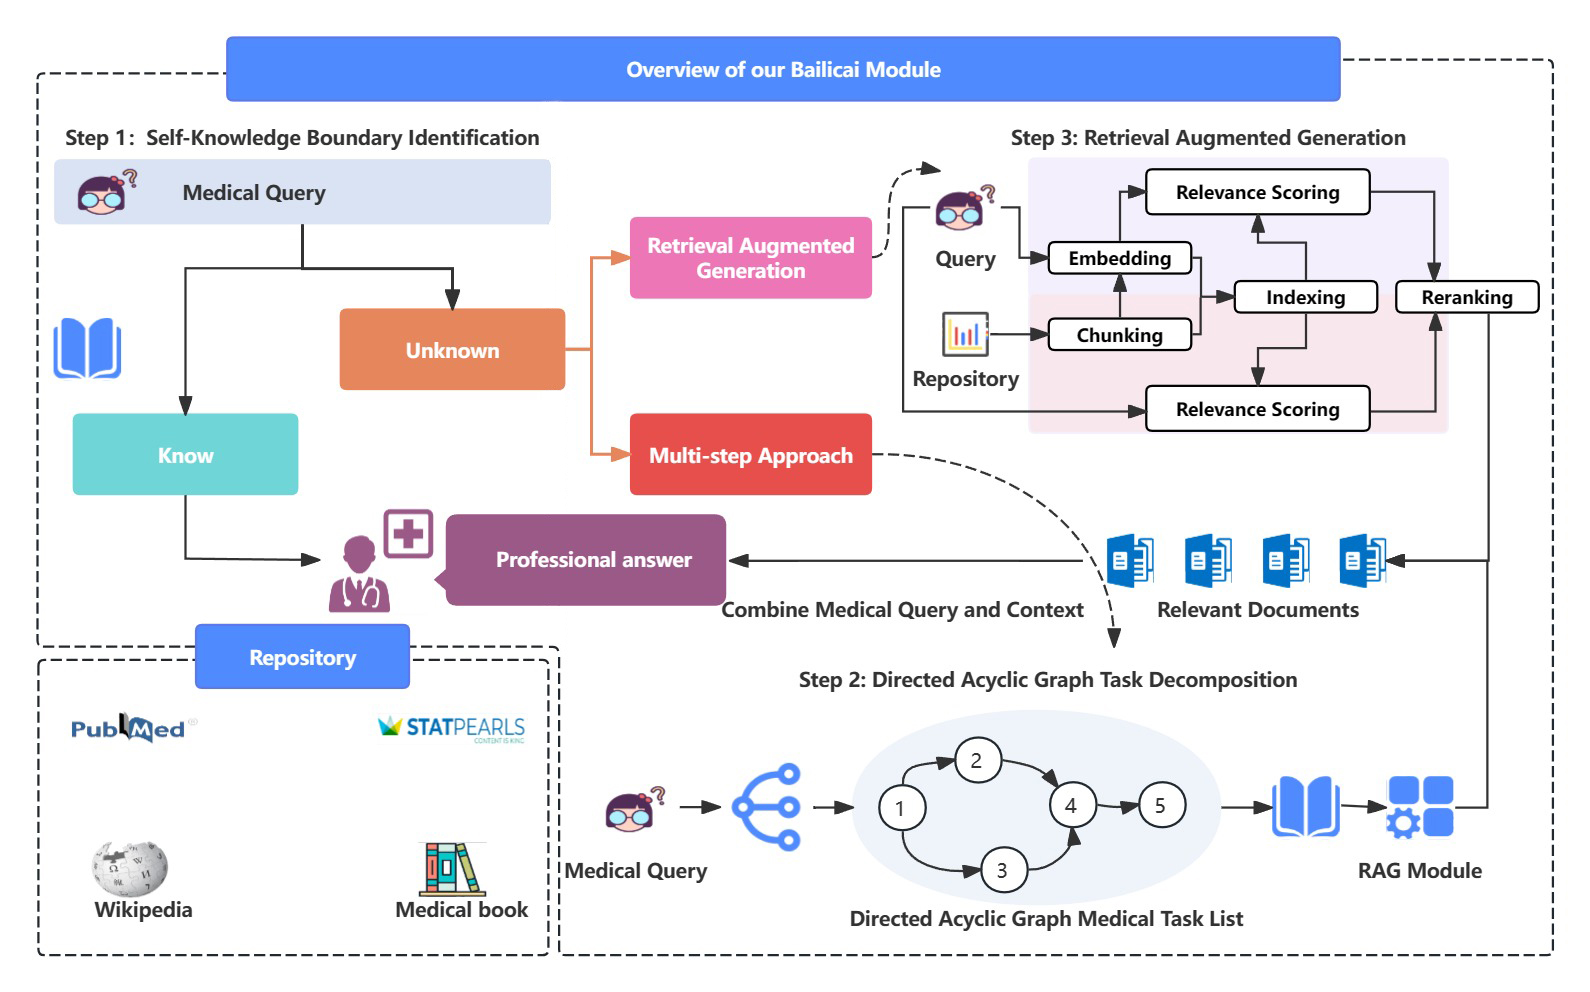 Overview of our Bailicai Module
Step 1: Self-Knowledge Boundary Identification
Medical Query
?
Know
Unknown
Retrieval Augmented
Generation
Multi-step Approach
Professional answer
Step 3: Retrieval Augmented Generation
?
Query
Repository
Embedding
Chunking
Relevance Scoring
Indexing
Reranking
Relevance Scoring
Combine Medical Query and Context
Relevant Documents
Step 2: Directed Acyclic Graph Task Decomposition
?
Medical Query
1
2
3
4
5
Directed Acyclic Graph Medical Task List
RAG Module
Repository
PubMed®
STATPEARLS
CONTENT IS KING
Wikipedia
Medical book